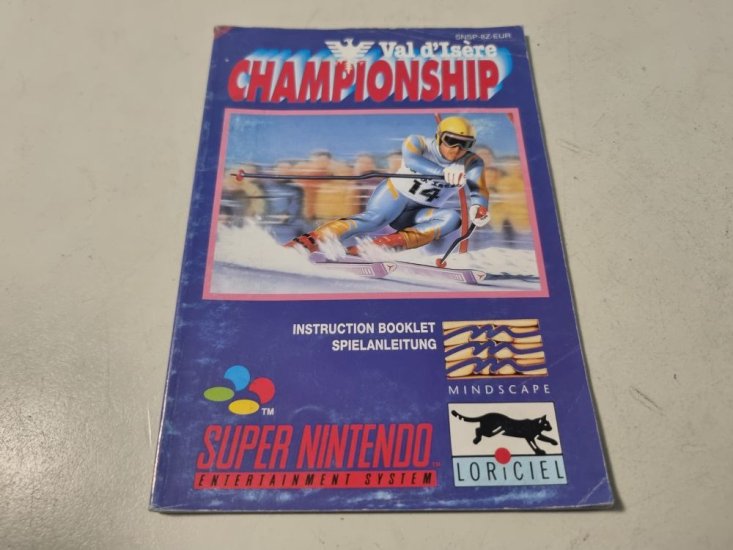 SNSP-8Z-EUR
Val d'Isère
CHAMPIONSHIP
14
INSTRUCTION BOOKLET
SPIELANLEITUNG
MINDSCAPE
TM
SUPER NINTENDO
ENTERTAINMENT SYSTEM
LORICIEL